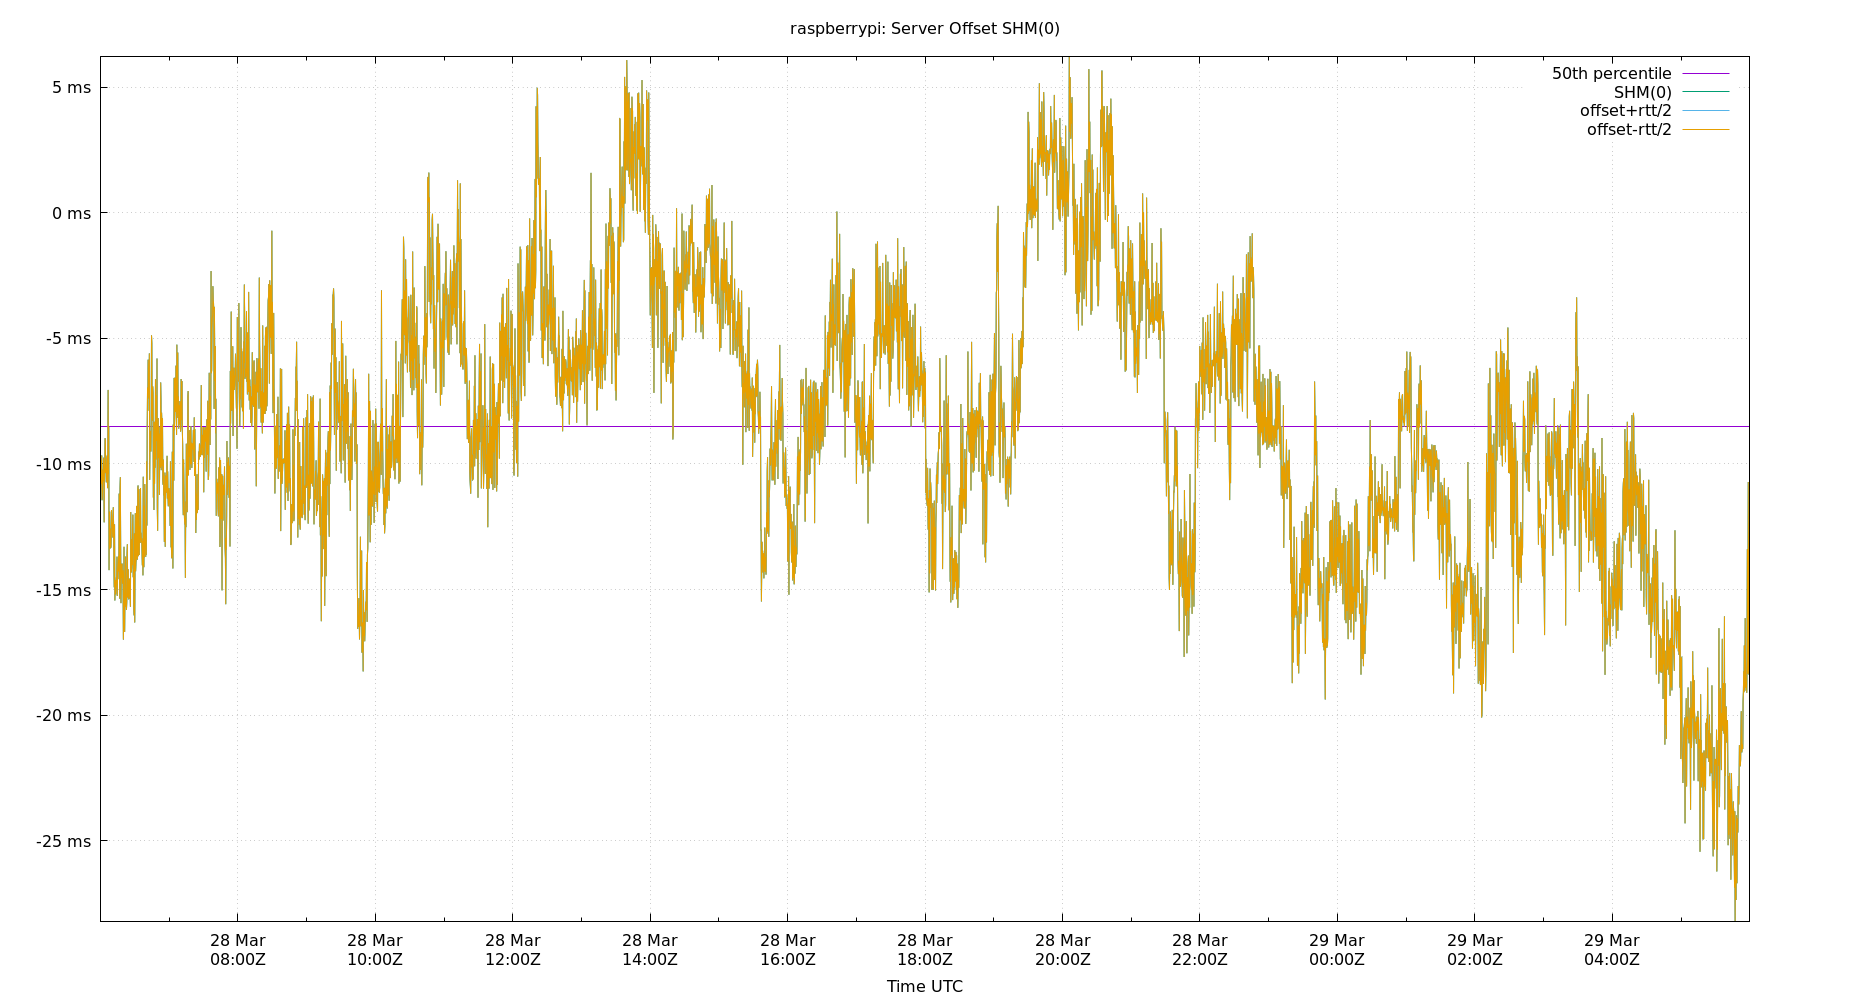 raspberrypi: Server Offset SHM(0)
50th percentile
SHM(0)
offset+rtt/2
offset-rtt/2
5 ms
0 ms
-5 ms
-10 ms
-15 ms
-20 ms
-25 ms
28 Mar 28 Mar 28 Mar 28 Mar 28 Mar 28 Mar 28 Mar 28 Mar 29 Mar 29 Mar 29 Mar
08:00Z 10:00Z 12:00Z 14:00Z 16:00Z 18:00Z 20:00Z 22:00Z 00:00Z 02:00Z 04:00Z
Time UTC